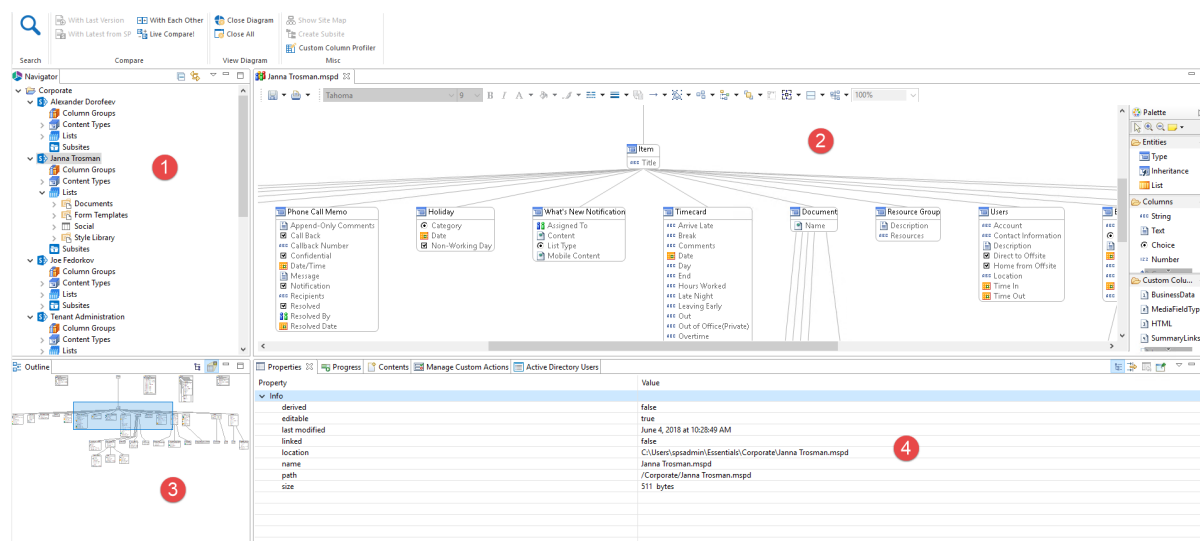 With Last Version
With Each Other
Close Diagram
Show Site Map
With Latest from SP
Live Compare!
Close All
Create Subsite
Custom Column Profiler
Search
Compare
View Diagram
Misc
Navigator
Corporate
Alexander Dorofeev
Column Groups
Content Types
Lists
Subsites
Janna Trosman
Column Groups
Content Types
Lists
Documents
Form Templates
Social
Style Library
Subsites
Joe Fedorkov
Column Groups
Content Types
Lists
Subsites
Tenant Administration
Column Groups
Content Types
Lists
1
Janna Trosman.mspd
Tahoma
9
B I A
100%
2
Item
Title
Phone Call Memo
Append-Only Comments
Call Back
Callback Number
Confidential
Date/Time
Message
Notification
Recipients
Resolved
Resolved By
Resolved Date
Holiday
Category
Date
Non-Working Day
What's New Notification
Assigned To
Content
List Type
Mobile Content
Timecard
Arrive Late
Break
Comments
Date
Day
End
Hours Worked
Late Night
Leaving Early
Out
Out of Office(Private)
Overtime
Document
Name
Resource Group
Description
Resources
Users
Account
Contact Information
Description
Direct to Offsite
Home from Offsite
Location
Time In
Time Out
Palette
Entities
Type
Inheritance
List
Columns
String
Text
Choice
Number
Custom Colu...
BusinessData
MediaFieldTyp
HTML
SummaryLinks
Outline
3
Properties
Progress
Contents
Manage Custom Actions
Active Directory Users
Property Value
Info
derived false
editable true
last modified June 4, 2018 at 10:28:49 AM
linked false
location C:\Users\spsadmin\Essentials\Corporate\Janna Trosman.mspd
name Janna Trosman.mspd
path /Corporate/Janna Trosman.mspd
size 511 bytes
4